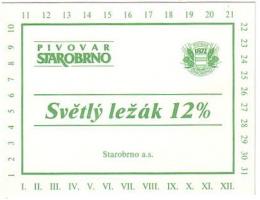 11 12 13 14 15 16 17 18 19 20 21
10 9 8 7 6 5 4 3 2 1
PIVOVAR
STAROBRNO
1872
Světlý ležák 12%
Starobrno a.s.
22 23 24 25 26 27 28 29 30 31
I. II. III. IV. V. VI. VII. VIII. IX. X. XI. XII.